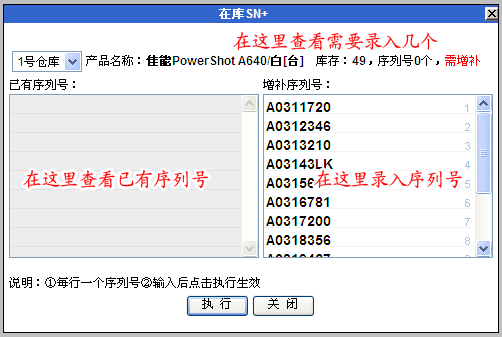 在库SN+
在这里查看需要录入几个
1号仓库 产品名称：佳能PowerShot A640/白[台] 库存：49，序列号0个，需增补
已有序列号：
增补序列号：
在这里查看已有序列号
A0311720 1
A0312346 2
A0313210 3
A03143LK 4
在这里录入序列号
5
A0316781 6
A0317200 7
A0318356 8
说明：①每行一个序列号②输入后点击执行生效
执 行
关 闭